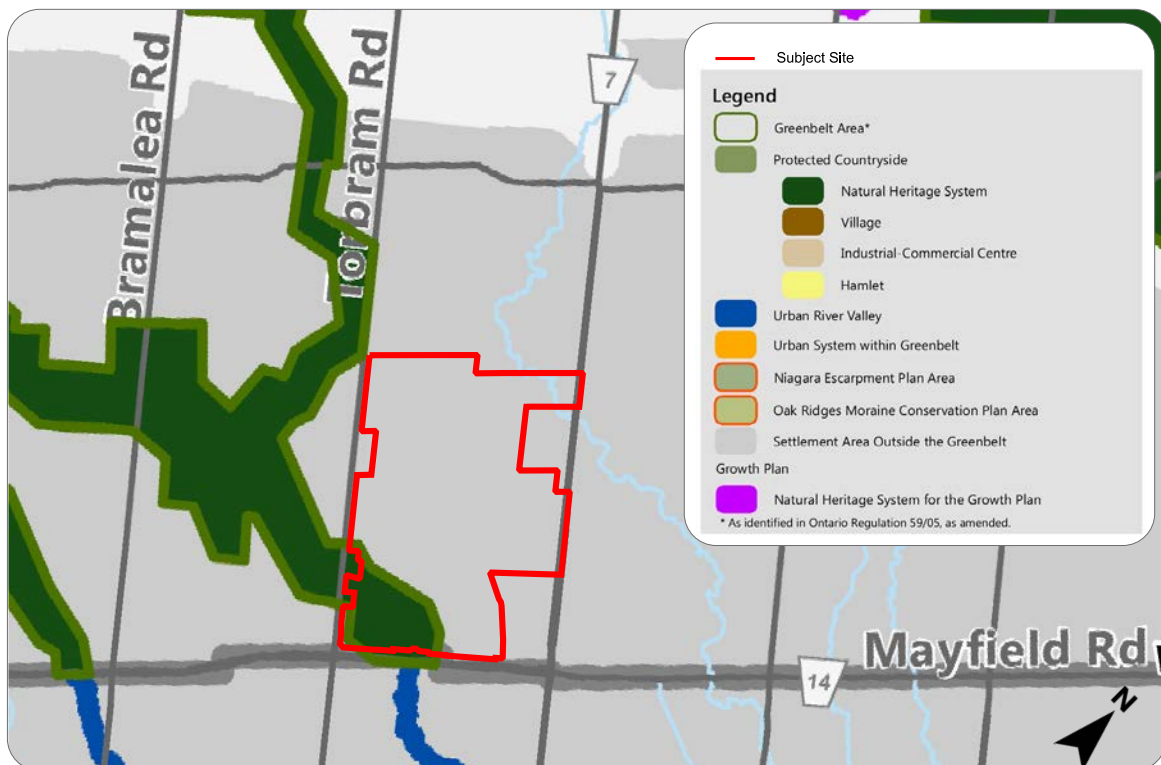 Bramalea Rd
Torbram Rd
7
Subject Site
Legend
Greenbelt Area*
Protected Countryside
Natural Heritage System
Village
Industrial-Commercial Centre
Hamlet
Urban River Valley
Urban System within Greenbelt
Niagara Escarpment Plan Area
Oak Ridges Moraine Conservation Plan Area
Settlement Area Outside the Greenbelt
Growth Plan
Natural Heritage System for the Growth Plan
* As identified in Ontario Regulation 59/05, as amended.
Mayfield Rd
14
N